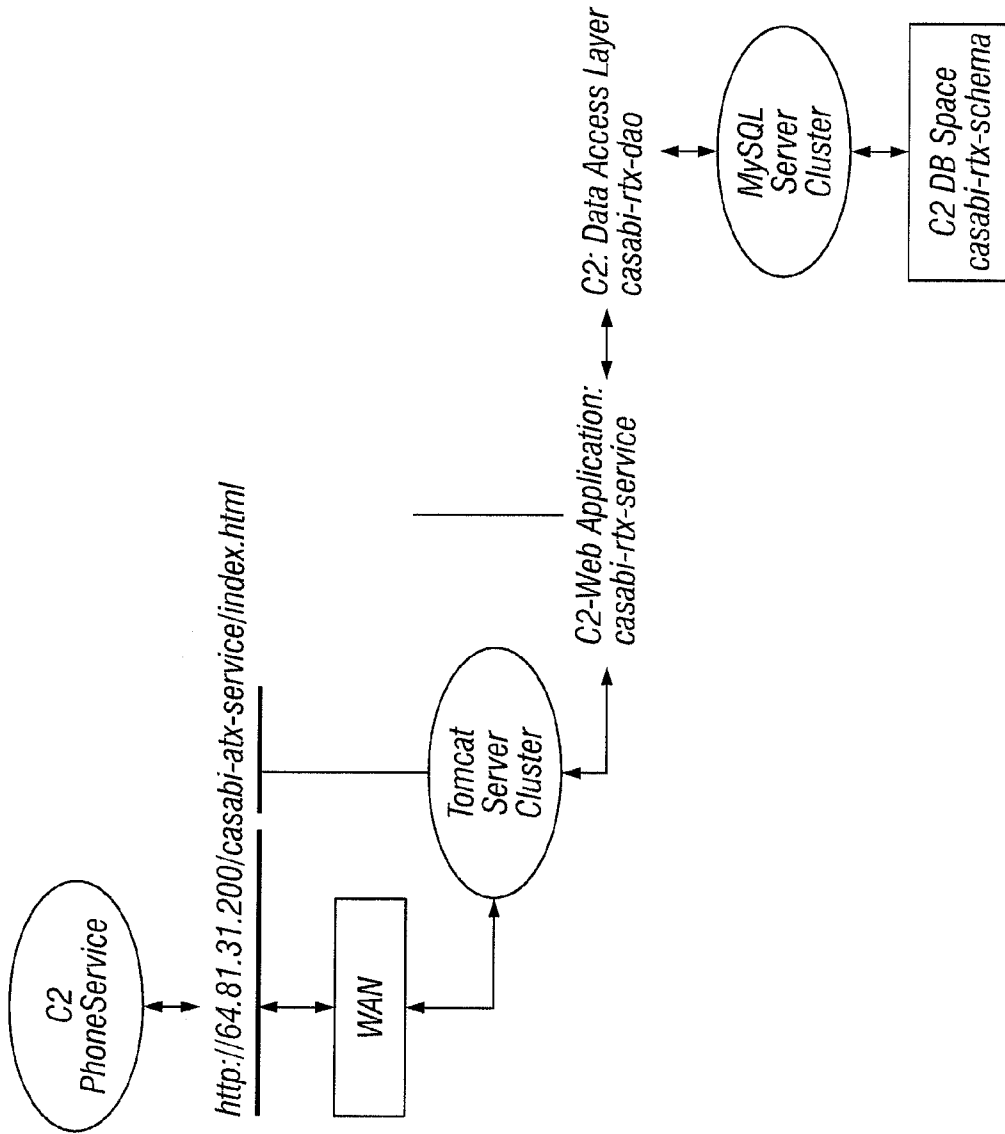 C2
PhoneService
http://64.81.31.200/casabi-atx-service/index.html
WAN
Tomcat
Server
Cluster
C2-Web Application:
casabi-rtx-service
C2: Data Access Layer
casabi-rtx-dao
MySQL
Server
Cluster
C2 DB Space
casabi-rtx-schema